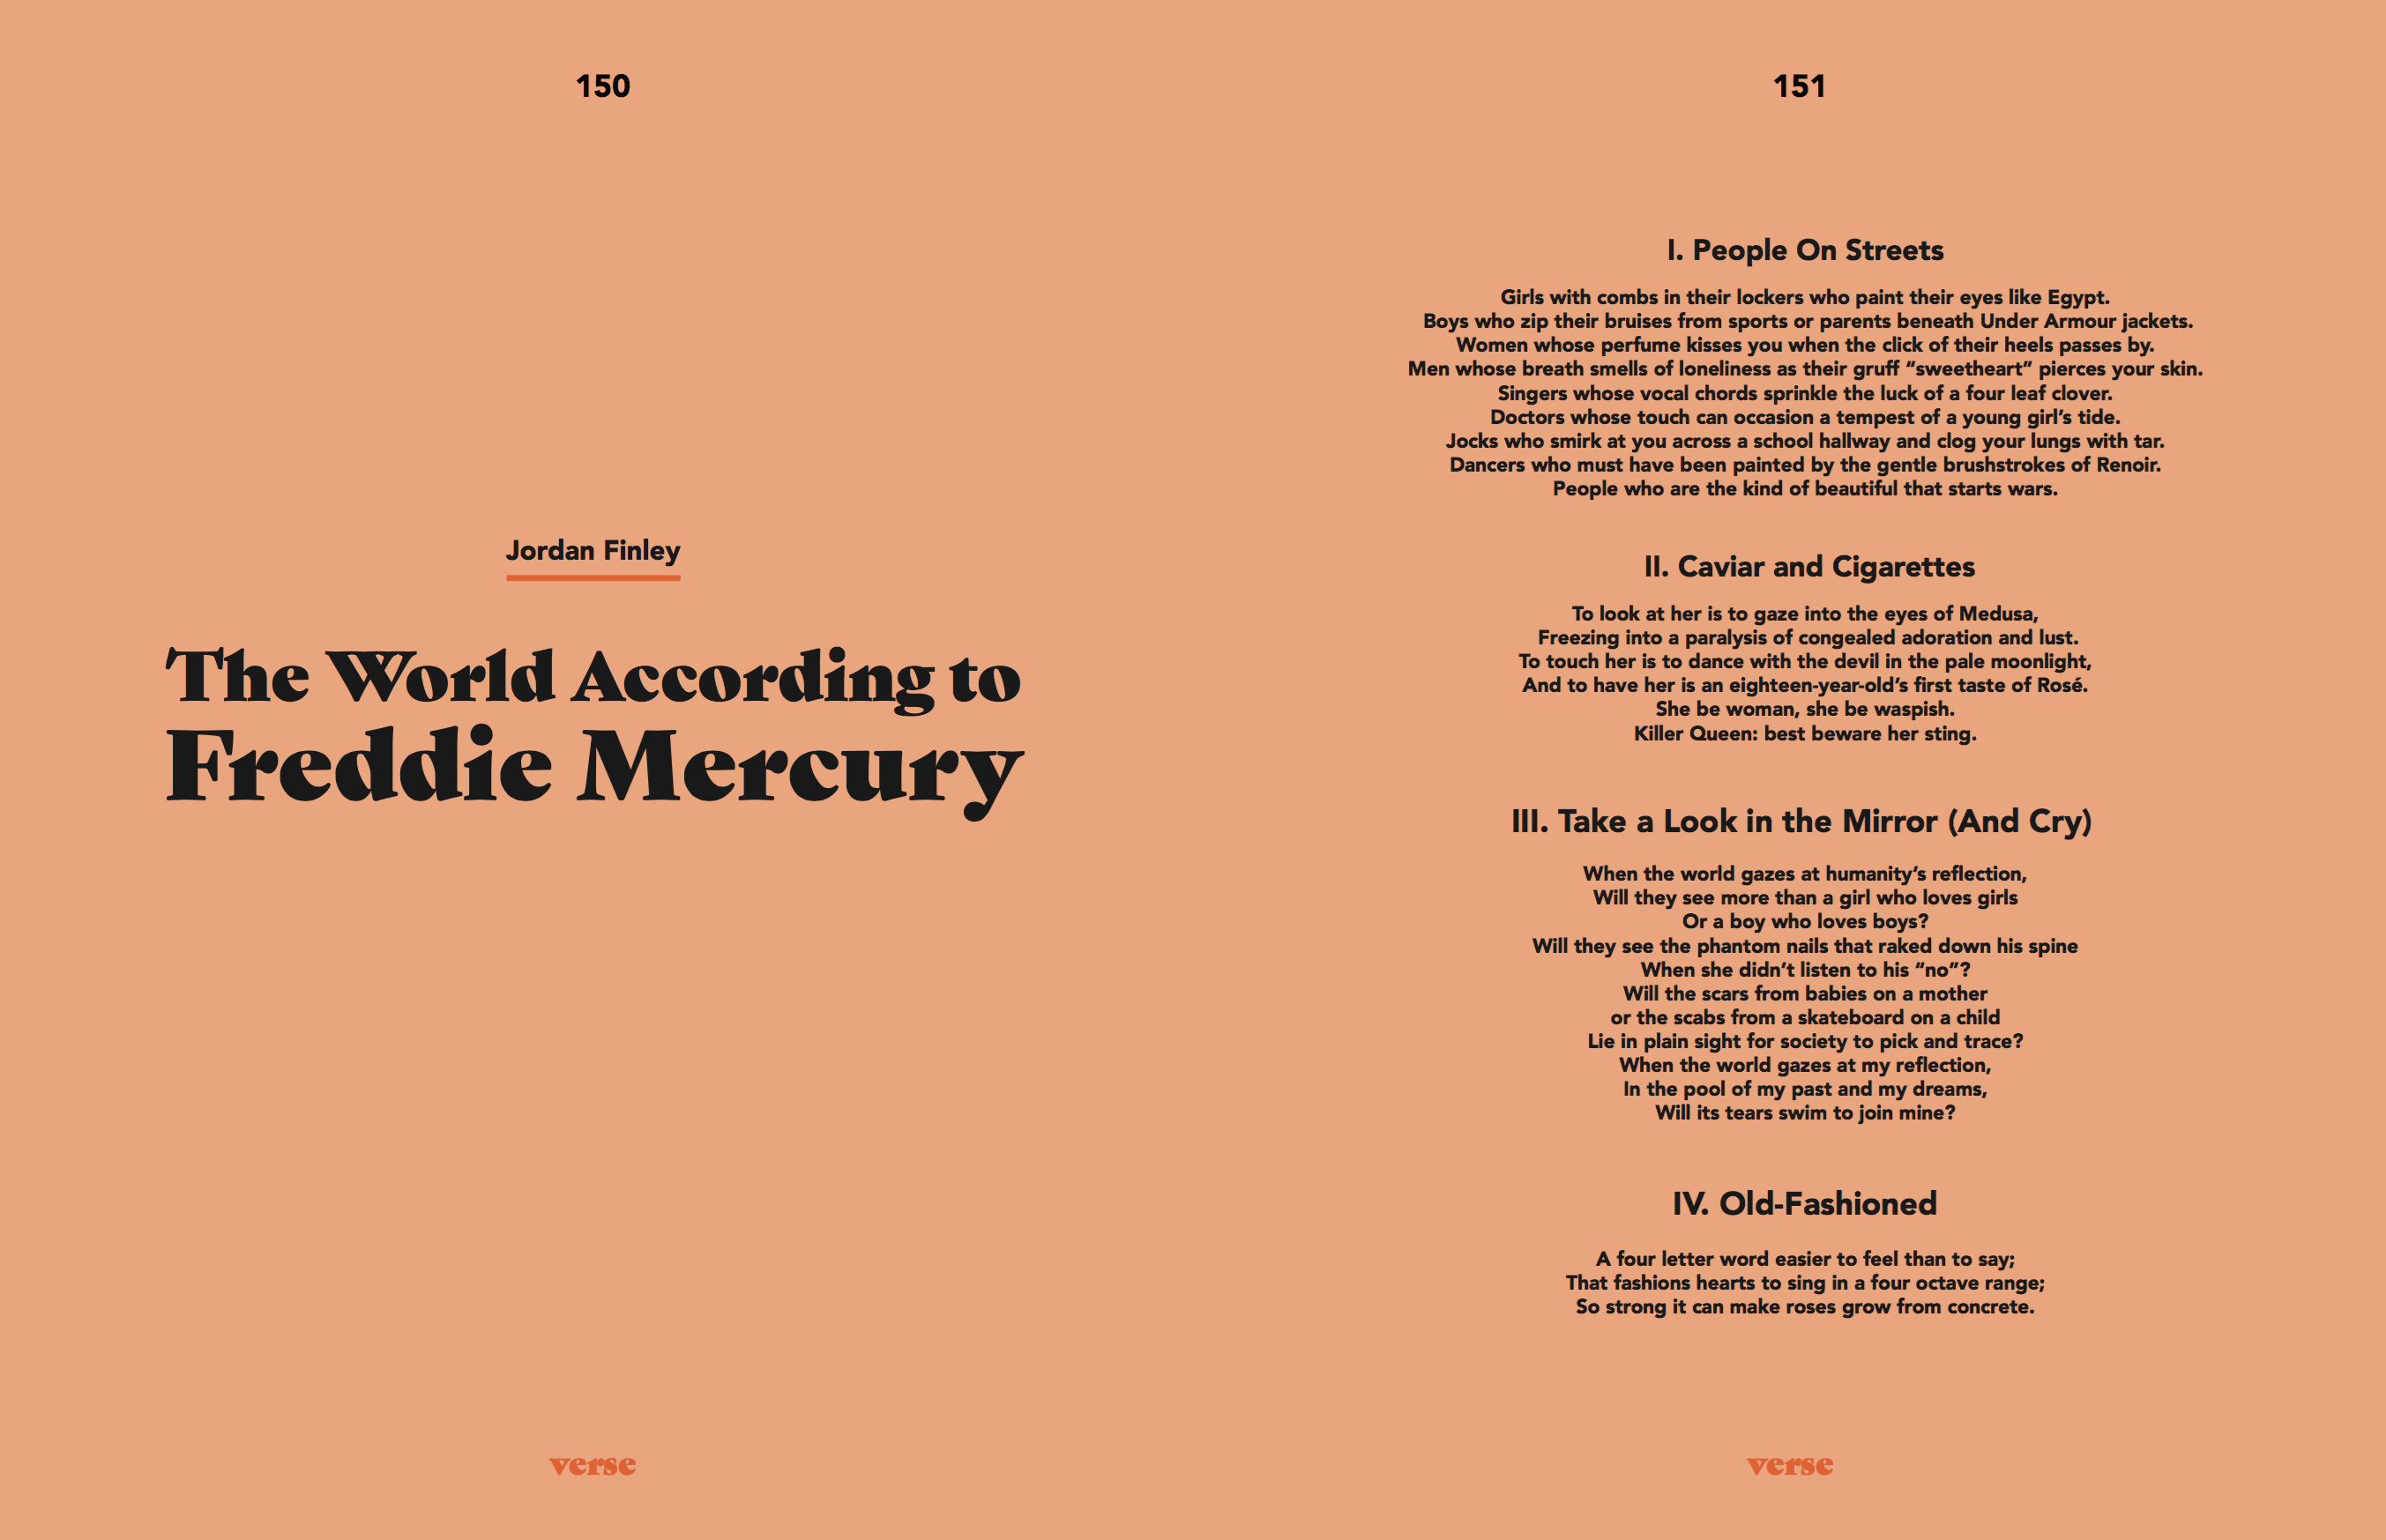 150
Jordan Finley
The World According to
Freddie Mercury
verse
151
I. People On Streets
Girls with combs in their lockers who paint their eyes like Egypt.
Boys who zip their bruises from sports or parents beneath Under Armour jackets.
Women whose perfume kisses you when the click of their heels passes by.
Men whose breath smells of loneliness as their gruff “sweetheart” pierces your skin.
Singers whose vocal chords sprinkle the luck of a four leaf clover.
Doctors whose touch can occasion a tempest of a young girl’s tide.
Jocks who smirk at you across a school hallway and clog your lungs with tar.
Dancers who must have been painted by the gentle brushstrokes of Renoir.
People who are the kind of beautiful that starts wars.
II. Caviar and Cigarettes
To look at her is to gaze into the eyes of Medusa,
Freezing into a paralysis of congealed adoration and lust.
To touch her is to dance with the devil in the pale moonlight,
And to have her is an eighteen-year-old’s first taste of Rosé.
She be woman, she be waspish.
Killer Queen: best beware her sting.
III. Take a Look in the Mirror (And Cry)
When the world gazes at humanity’s reflection,
Will they see more than a girl who loves girls
Or a boy who loves boys?
Will they see the phantom nails that raked down his spine
When she didn’t listen to his “no”?
Will the scars from babies on a mother
or the scabs from a skateboard on a child
Lie in plain sight for society to pick and trace?
When the world gazes at my reflection,
In the pool of my past and my dreams,
Will its tears swim to join mine?
IV. Old-Fashioned
A four letter word easier to feel than to say;
That fashions hearts to sing in a four octave range;
So strong it can make roses grow from concrete.
verse